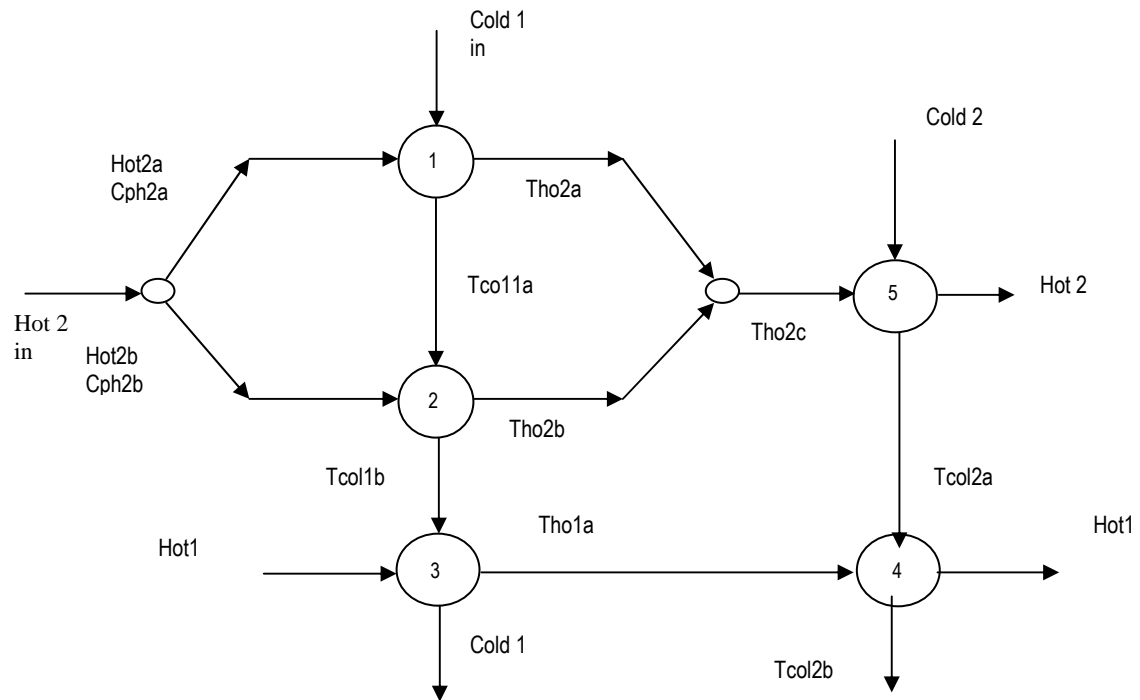 Cold 1
in
Cold 2
1
Hot2a
Cph2a
Tho2a
Tco11a
5
Hot 2
Hot 2
in
Tho2c
Hot2b
Cph2b
2
Tho2b
Tcol1b
Tcol2a
Hot1
Tho1a
Hot1
3
4
Cold 1
Tcol2b